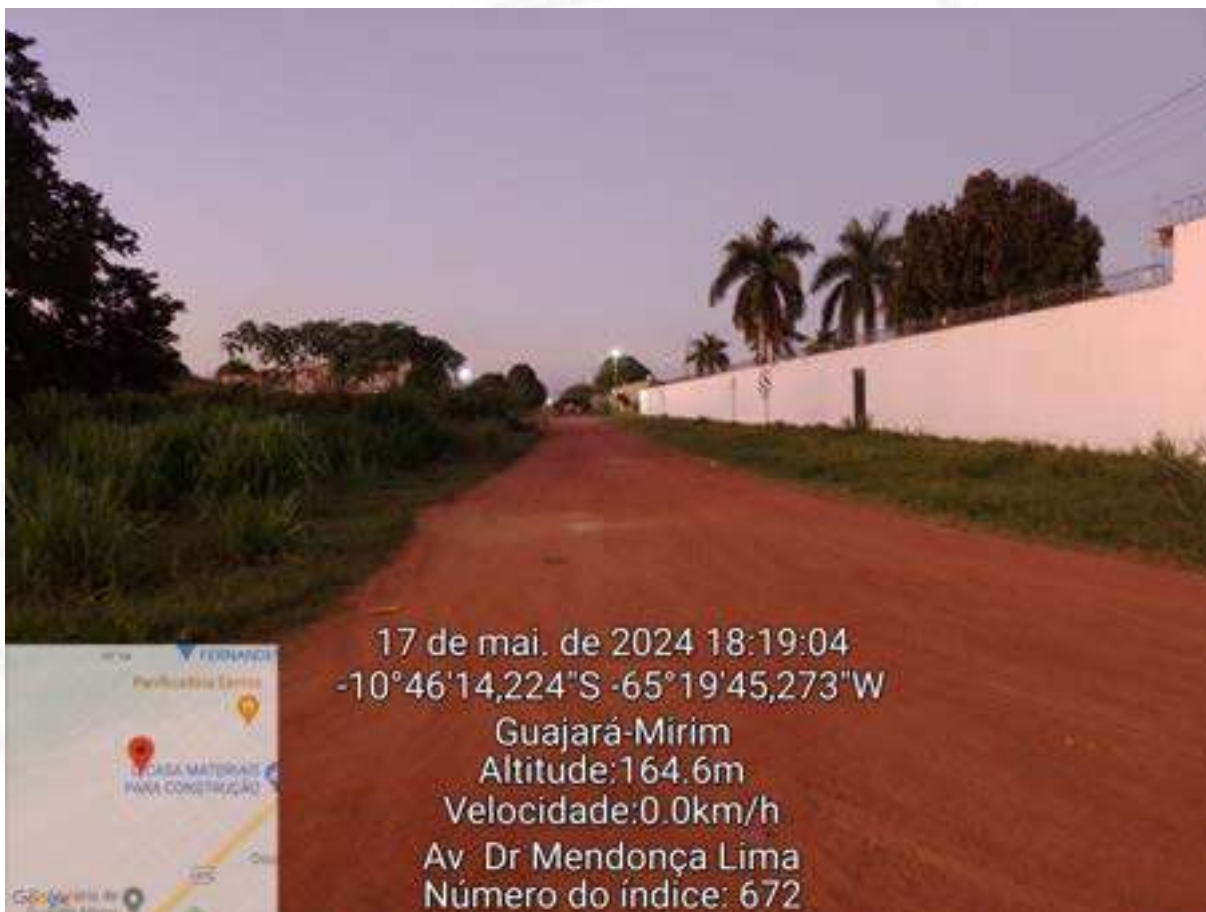 17 de mai. de 2024 18:19:04
-10°46'14,224"S -65°19'45,273"W
Guajará-Mirim
Altitude:164.6m
Velocidade:0.0km/h
Av Dr Mendonça Lima
Número do índice: 672
FERNANDE
Panificadora
CASA MATERIAIS
PARA CONSTRUÇÃO
Google